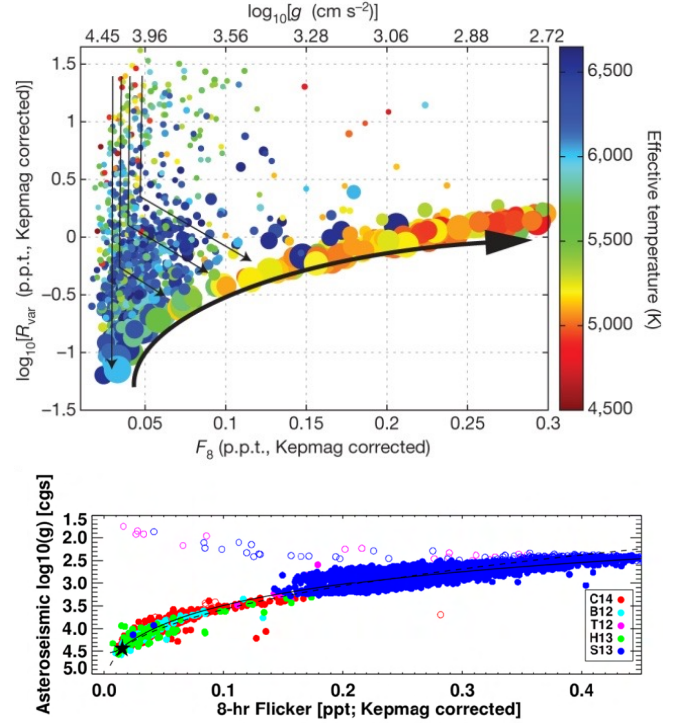 log10[g (cm s−2)]
4.45 3.96 3.56 3.28 3.06 2.88 2.72
1.5
1
0.5
0
−0.5
−1
−1.5
log10[Rvar (p.p.t., Kepmag corrected)]
0.05 0.1 0.15 0.2 0.25 0.3
F8 (p.p.t., Kepmag corrected)
6,500
6,000
5,500
5,000
4,500
Effective temperature (K)
Asteroseismic log10(g) [cgs]
1.5
2.0
2.5
3.0
3.5
4.0
4.5
5.0
C14
B12
T12
H13
S13
0.0 0.1 0.2 0.3 0.4
8-hr Flicker [ppt; Kepmag corrected]